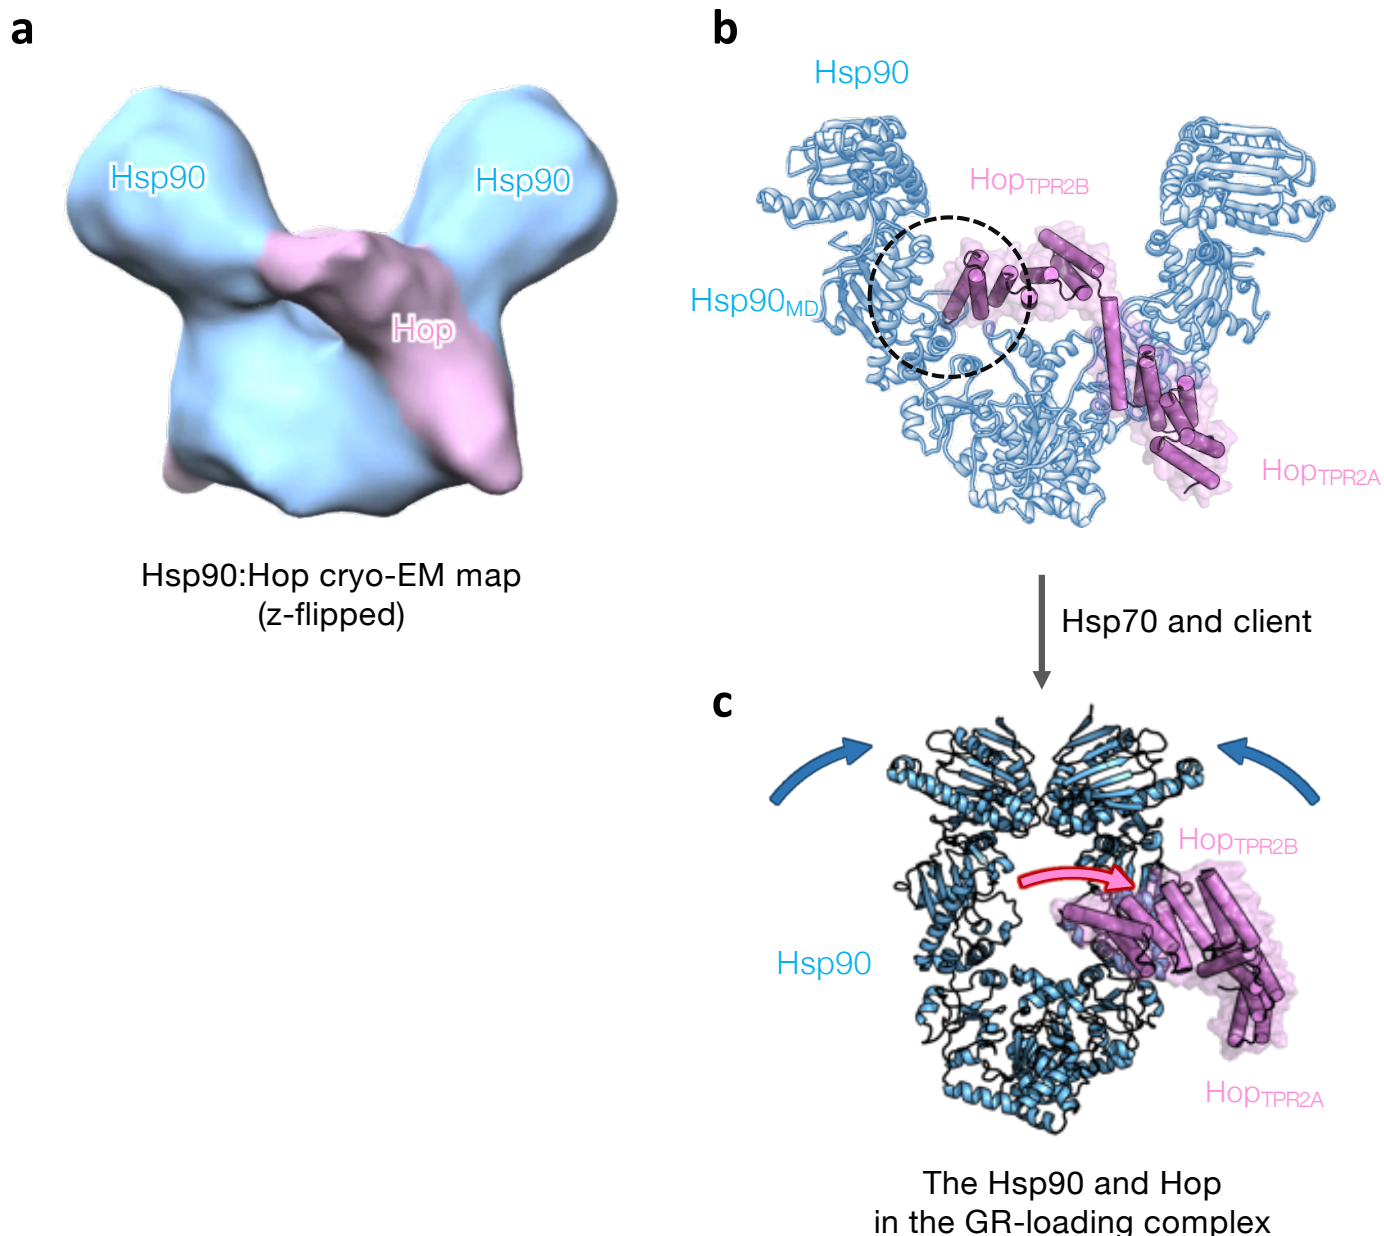 a
Hsp90
Hsp90
Hop
Hsp90:Hop cryo-EM map
(z-flipped)
b
Hsp90
HopTPR2B
Hsp90MD
HopTPR2A
Hsp70 and client
c
HopTPR2B
Hsp90
HopTPR2A
The Hsp90 and Hop
in the GR-loading complex